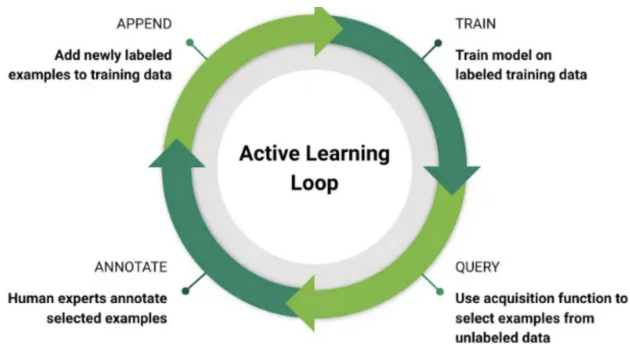 APPEND
Add newly labeled
examples to training data
TRAIN
Train model on
labeled training data
Active Learning
Loop
ANNOTATE
Human experts annotate
selected examples
QUERY
Use acquisition function to
select examples from
unlabeled data